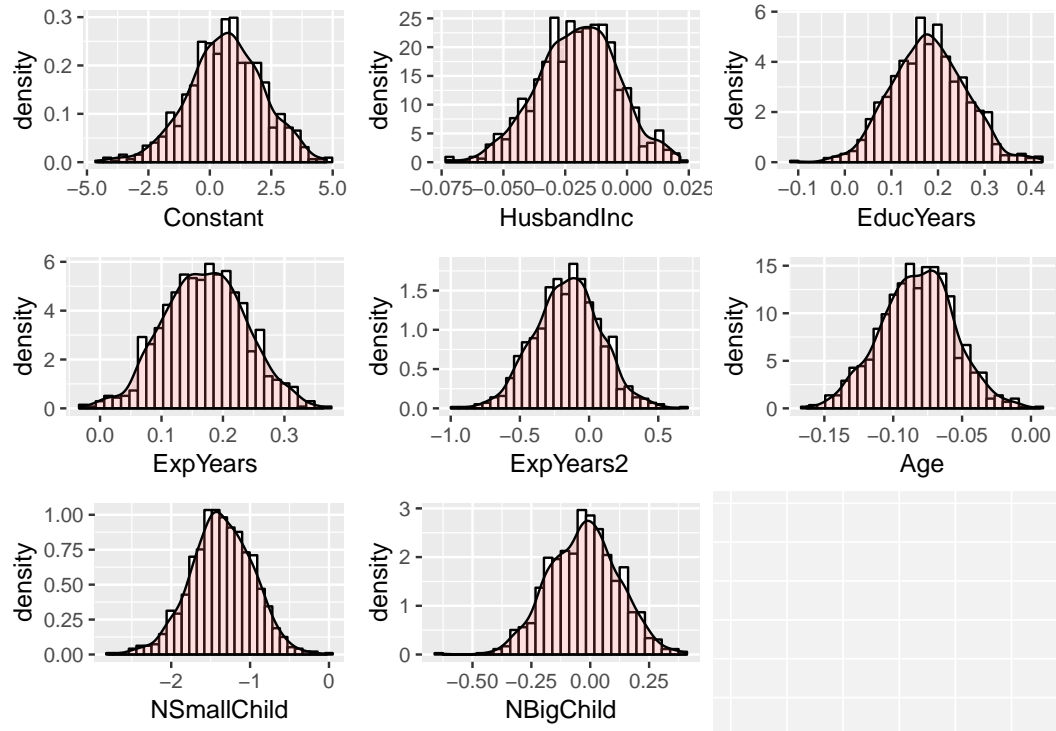 density
0.3
0.2
0.1
0.0
−5.0 −2.5 0.0 2.5 5.0
Constant
density
25
20
15
10
5
0
−0.075 −0.050 −0.025 0.000 0.025
HusbandInc
density
6
4
2
0
−0.1 0.0 0.1 0.2 0.3 0.4
EducYears
density
6
4
2
0
0.0 0.1 0.2 0.3
ExpYears
density
1.5
1.0
0.5
0.0
−1.0 −0.5 0.0 0.5
ExpYears2
density
15
10
5
0
−0.15 −0.10 −0.05 0.00
Age
density
1.00
0.75
0.50
0.25
0.00
−2 −1 0
NSmallChild
density
3
2
1
0
−0.50 −0.25 0.00 0.25
NBigChild